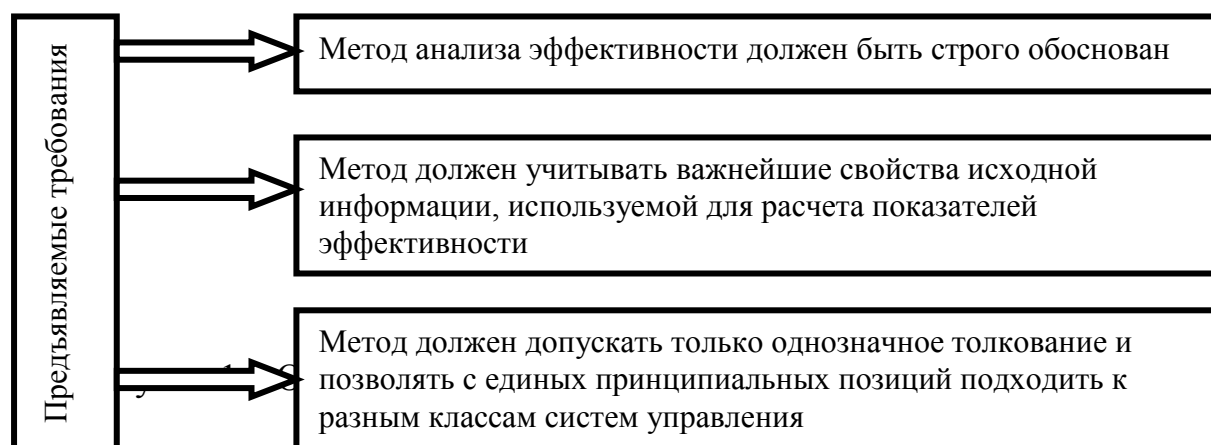 Предъявляемые требования
Метод анализа эффективности должен быть строго обоснован
Метод должен учитывать важнейшие свойства исходной
информации, используемой для расчета показателей
эффективности
Метод должен допускать только однозначное толкование и
позволять с единых принципиальных позиций подходить к
разным классам систем управления